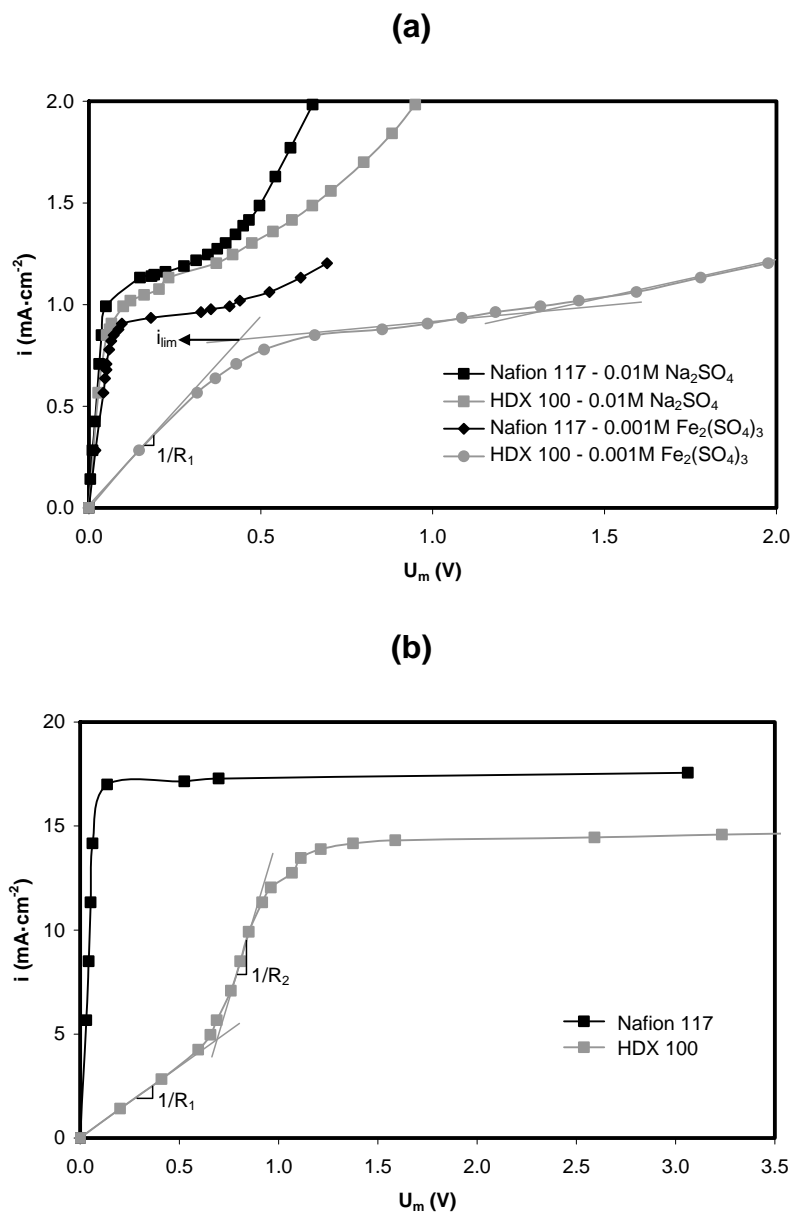 (a)
2.0
1.5
1.0
0.5
0.0
i (mA·cm⁻²)
i_lim
1/R₁
Nafion 117 - 0.01M Na₂SO₄
HDX 100 - 0.01M Na₂SO₄
Nafion 117 - 0.001M Fe₂(SO₄)₃
HDX 100 - 0.001M Fe₂(SO₄)₃
0.0 0.5 1.0 1.5 2.0
U_m (V)
(b)
20
15
10
5
0
i (mA·cm⁻²)
1/R₂
1/R₁
Nafion 117
HDX 100
0.0 0.5 1.0 1.5 2.0 2.5 3.0 3.5
U_m (V)